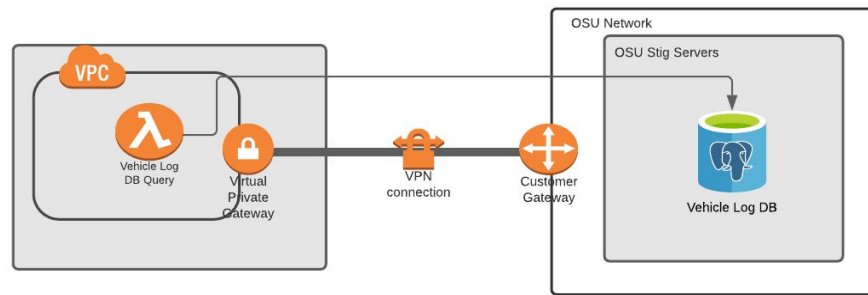 VPC
Vehicle Log
DB Query
Virtual
Private
Gateway
VPN
connection
Customer
Gateway
OSU Network
OSU Stig Servers
Vehicle Log DB